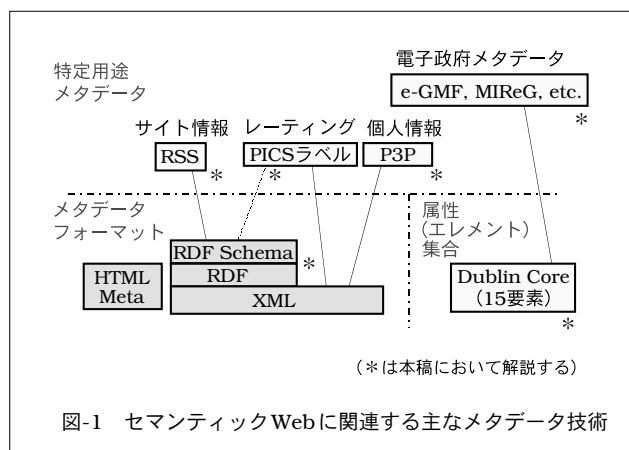 特定用途
メタデータ
電子政府メタデータ
e-GMF, MIReG, etc.
*
サイト情報
レーティング
個人情報
RSS
*
PICSラベル
*
P3P
*
メタデータ
フォーマット
属性
(エレメント)
集合
RDF Schema
RDF
*
XML
HTML
Meta
Dublin Core
(15要素)
*
(*は本稿において解説する)
図-1 セマンティックWebに関連する主なメタデータ技術